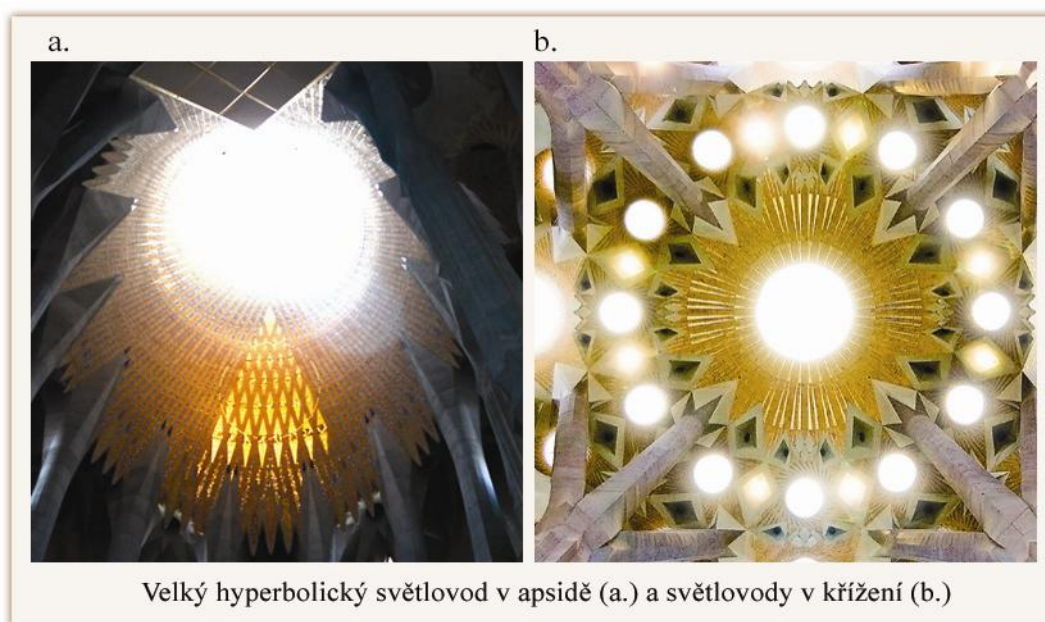 a.
b.
Velký hyperbolický světlovod v apsidě (a.) a světlovody v křížení (b.)